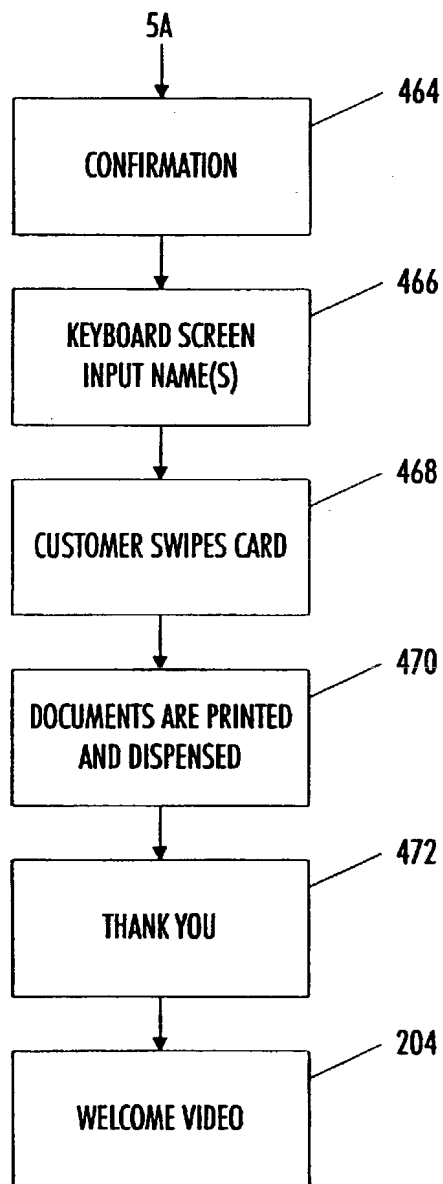 5A
464
CONFIRMATION
466
KEYBOARD SCREEN
INPUT NAME(S)
468
CUSTOMER SWIPES CARD
470
DOCUMENTS ARE PRINTED
AND DISPENSED
472
THANK YOU
204
WELCOME VIDEO